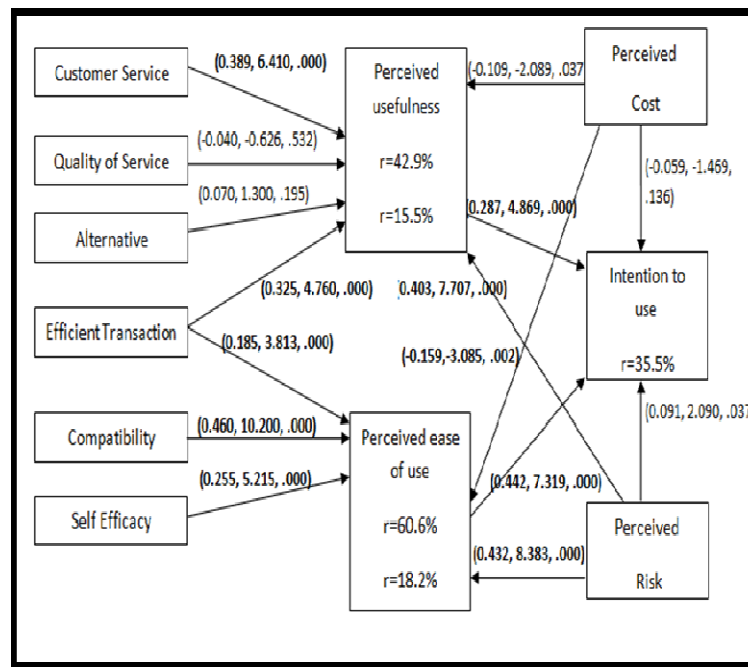 Customer Service
(0.389, 6.410, .000)
Perceived
usefulness
r=42.9%
r=15.5%
(-0.109, -2.089, .037
Perceived
Cost
Quality of Service
(-0.040, -0.626, .532)
(-0.059, -1.469,
.136)
Alternative
(0.070, 1.300, .195)
(0.287, 4.869, .000)
Efficient Transaction
(0.325, 4.760, .000)
(0.403, 7.707, .000)
Intention to
use
r=35.5%
(0.185, 3.813, .000)
(-0.159,-3.085, .002)
Compatibility
(0.460, 10.200, .000)
Perceived ease
of use
r=60.6%
r=18.2%
(0.091, 2.090, .037
Self Efficacy
(0.255, 5.215, .000)
(0.442, 7.319, .000)
(0.432, 8.383, .000)
Perceived
Risk